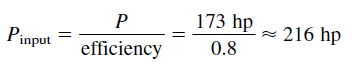 P_input = P / efficiency = 173 hp / 0.8 ≈ 216 hp